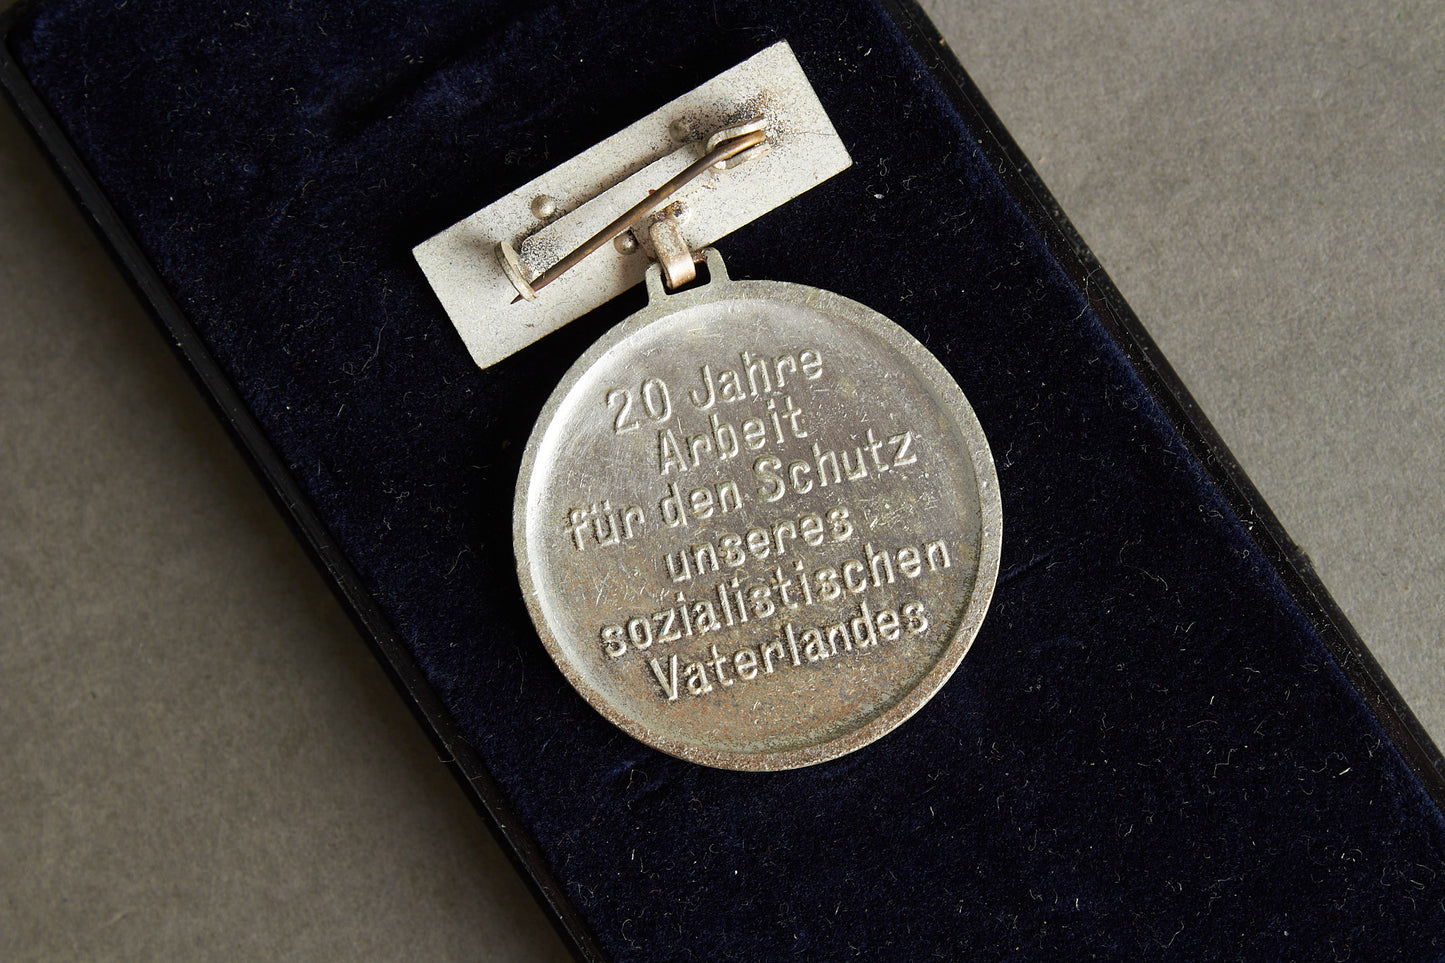 20 Jahre
Arbeit
für den Schutz
unseres
sozialistischen
Vaterlandes